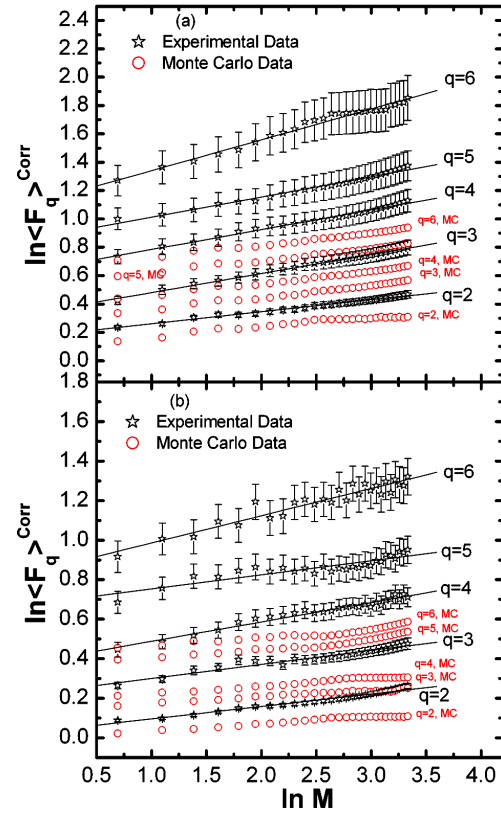 (a)
Experimental Data
Monte Carlo Data
q=6
q=5
q=4
q=6, MC
q=3
q=5, MC
q=4, MC
q=3, MC
q=2
q=2, MC
ln<F_q>^Corr
2.4
2.2
2.0
1.8
1.6
1.4
1.2
1.0
0.8
0.6
0.4
0.2
0.0
(b)
Experimental Data
Monte Carlo Data
q=6
q=5
q=4
q=6, MC
q=5, MC
q=3
q=4, MC
q=3, MC
q=2
q=2, MC
ln<F_q>^Corr
1.8
1.6
1.4
1.2
1.0
0.8
0.6
0.4
0.2
0.0
0.5 1.0 1.5 2.0 2.5 3.0 3.5 4.0
ln M